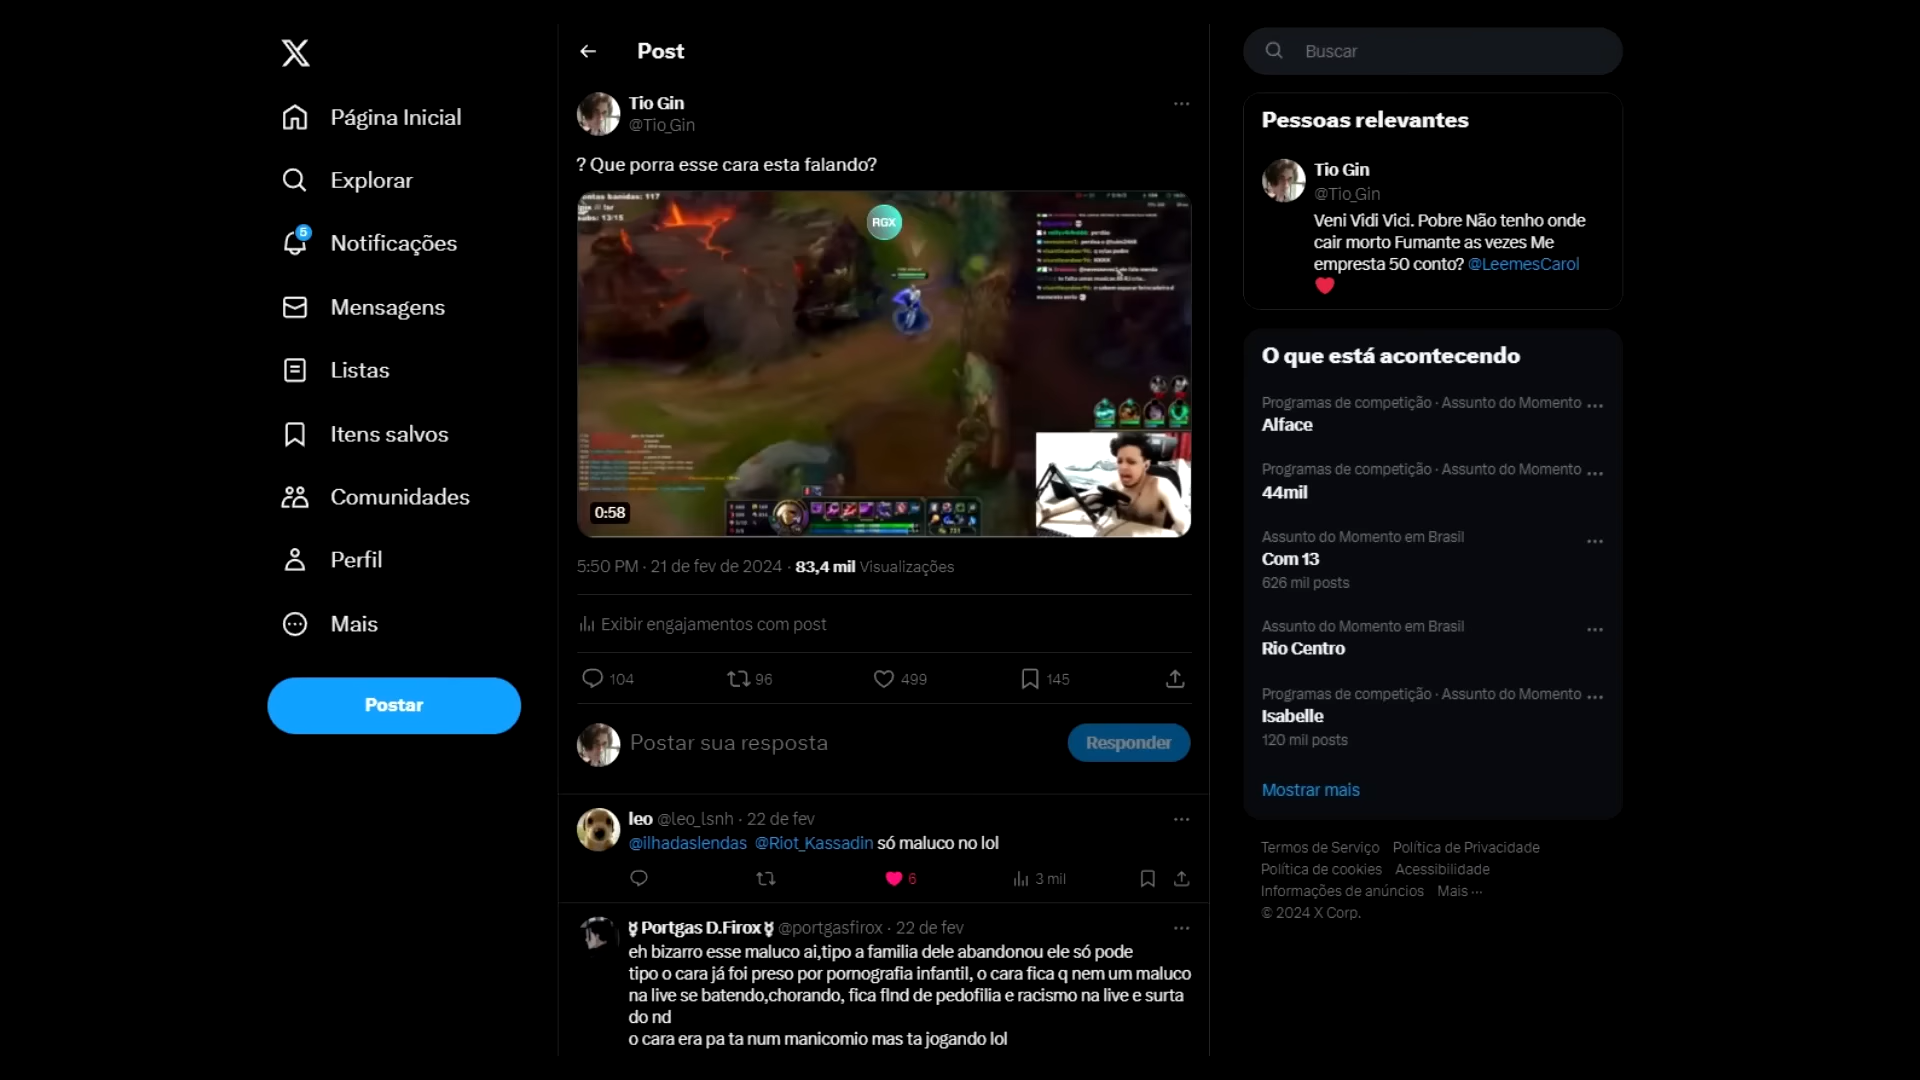 Página Inicial
Explorar
5
Notificações
Mensagens
Listas
Itens salvos
Comunidades
Perfil
Mais
Postar
Post
Tio Gin
@Tio_Gin
? Que porra esse cara esta falando?
contas banidas: 117
subs: 13/15
RGX
0:58
5:50 PM · 21 de fev de 2024 · 83,4 mil Visualizações
Exibir engajamentos com post
104 96 499 145
Postar sua resposta
Responder
leo @leo_lsnh · 22 de fev
@ilhadaslendas @Riot_Kassadin só maluco no lol
6 3 mil
☿ Portgas D.Firox ☿ @portgasfirox · 22 de fev
eh bizarro esse maluco ai,tipo a familia dele abandonou ele só pode
tipo o cara já foi preso por pornografia infantil, o cara fica q nem um maluco
na live se batendo,chorando, fica flnd de pedofilia e racismo na live e surta
do nd
o cara era pa ta num manicomio mas ta jogando lol
Buscar
Pessoas relevantes
Tio Gin
@Tio_Gin
Veni Vidi Vici. Pobre Não tenho onde
cair morto Fumante as vezes Me
empresta 50 conto? @LeemesCarol
O que está acontecendo
Programas de competição · Assunto do Momento
Alface
Programas de competição · Assunto do Momento
44mil
Assunto do Momento em Brasil
Com 13
626 mil posts
Assunto do Momento em Brasil
Rio Centro
Programas de competição · Assunto do Momento
Isabelle
120 mil posts
Mostrar mais
Termos de Serviço Política de Privacidade
Política de cookies Acessibilidade
Informações de anúncios Mais ···
© 2024 X Corp.